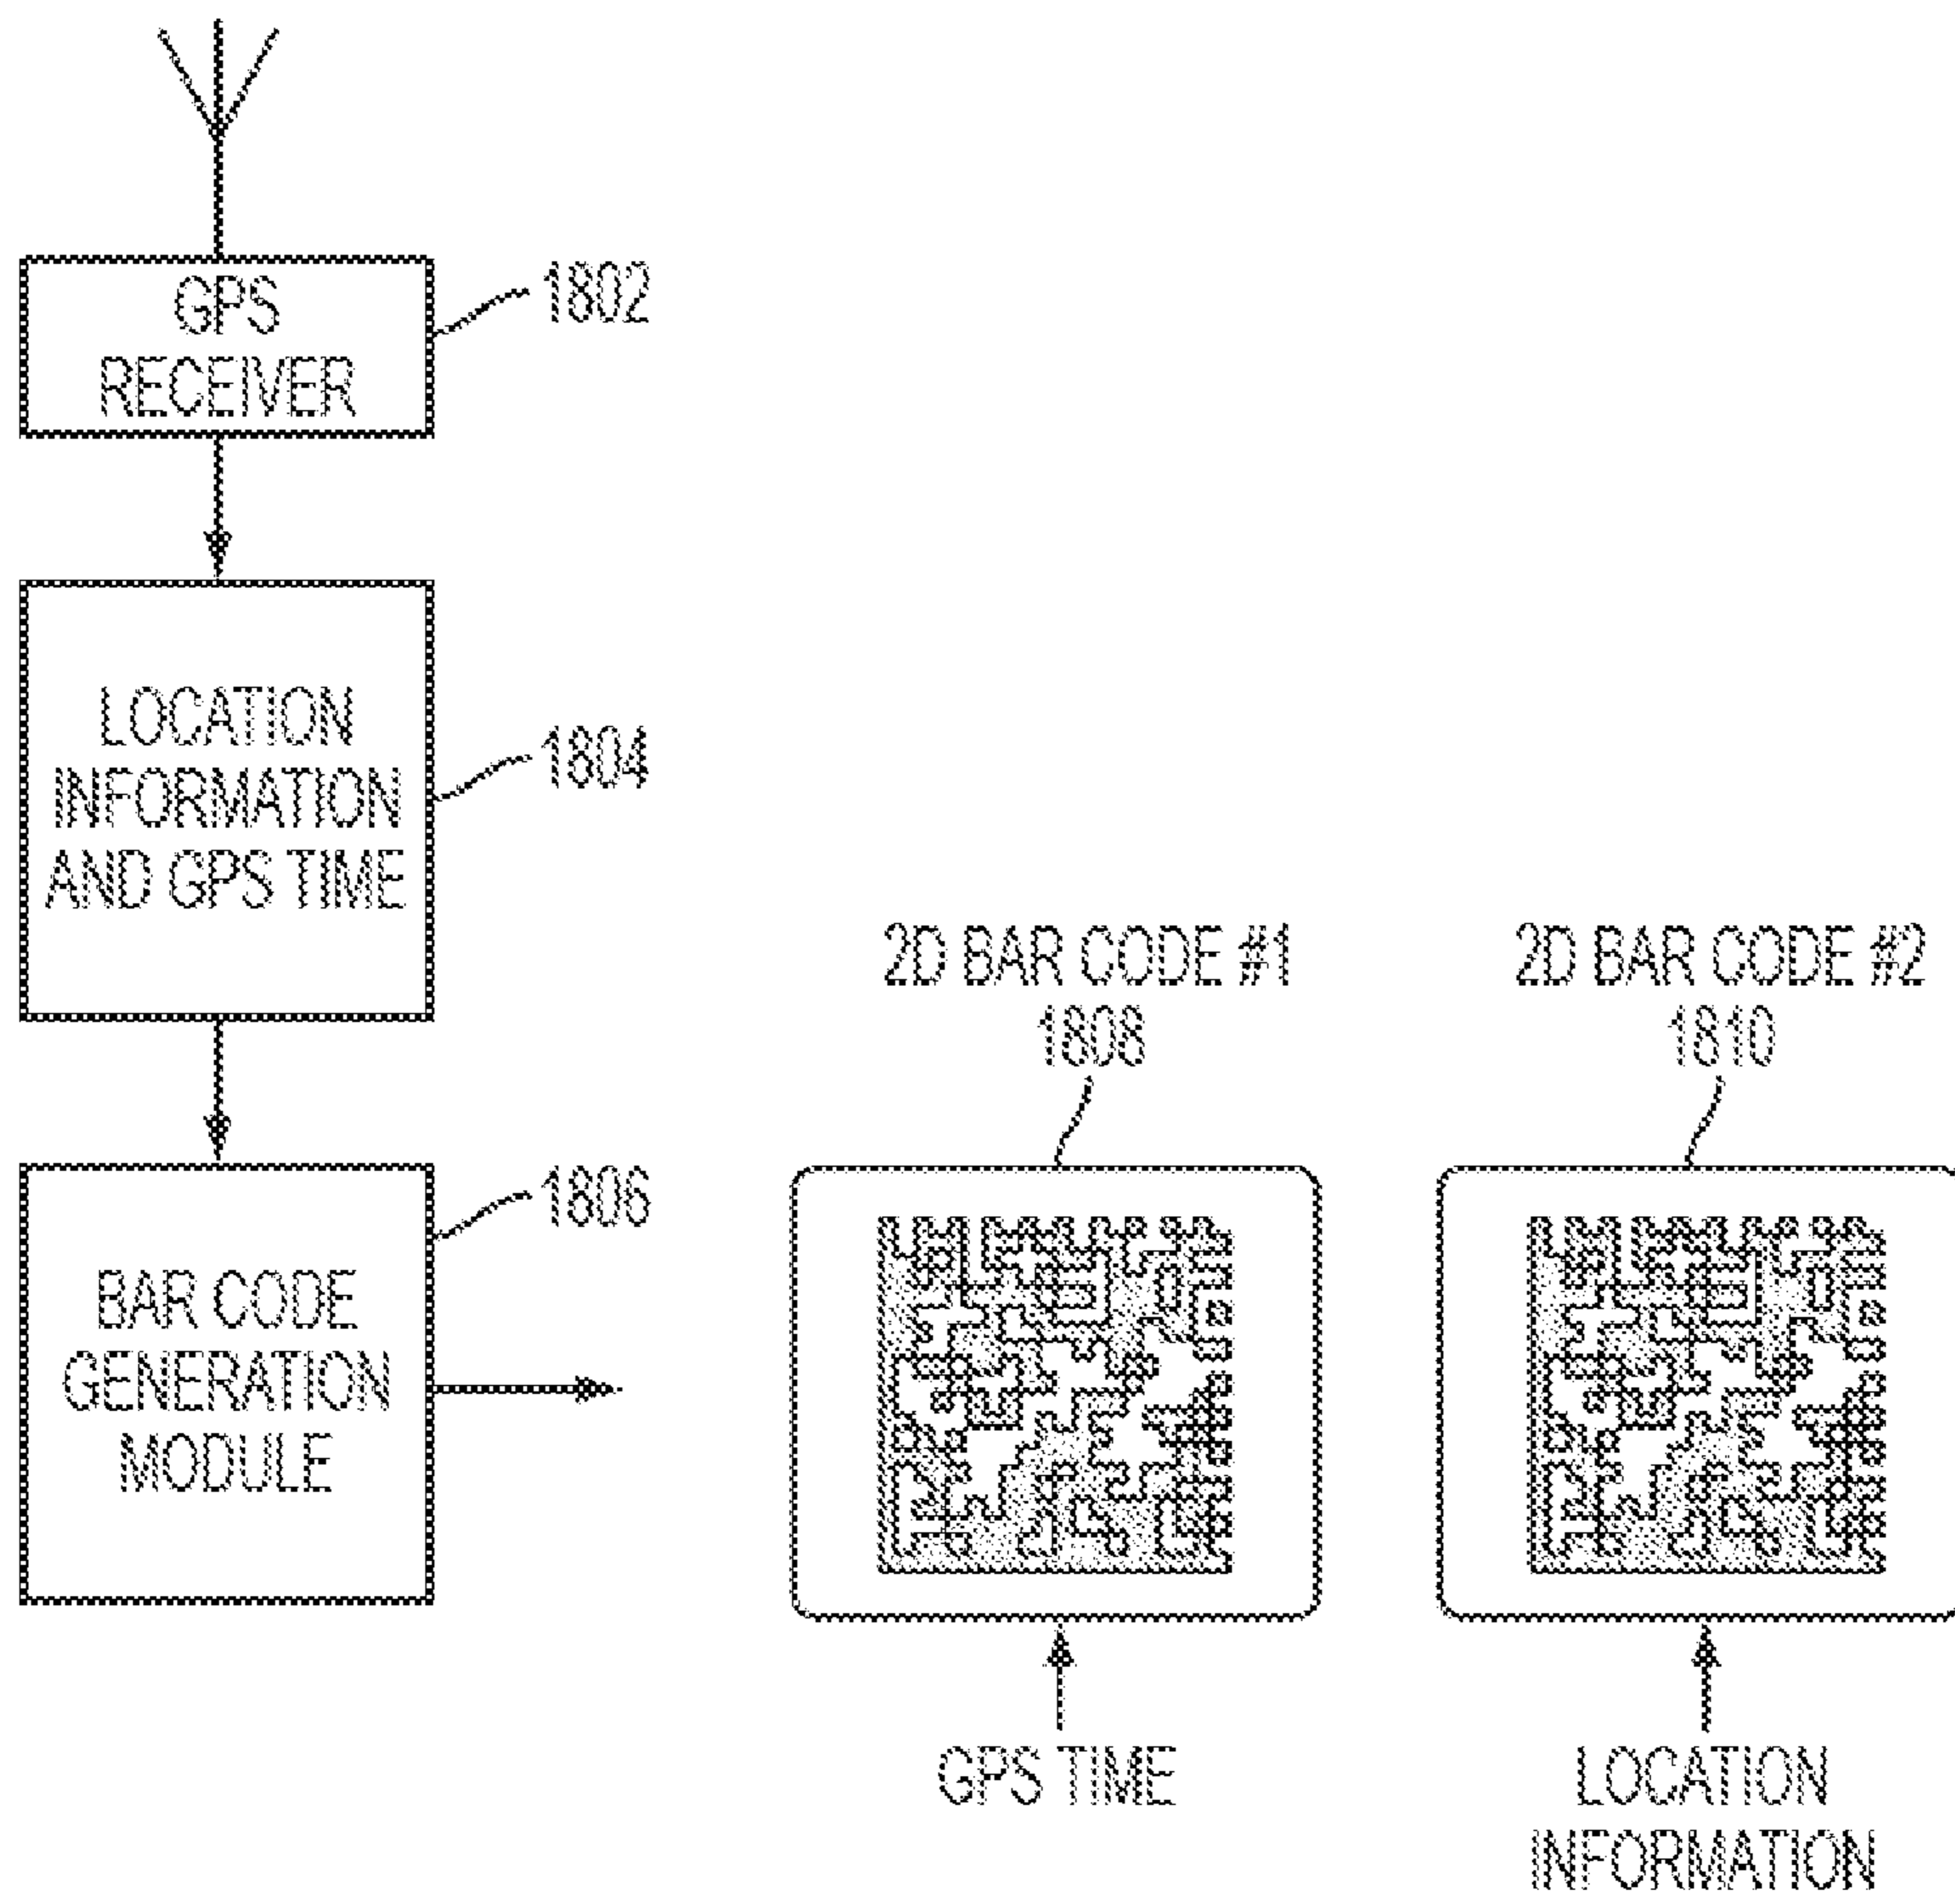 GPS
RECEIVER
1802
LOCATION
INFORMATION
AND GPS TIME
1804
BAR CODE
GENERATION
MODULE
1806
2D BAR CODE #1
1808
GPS TIME
2D BAR CODE #2
1810
LOCATION
INFORMATION